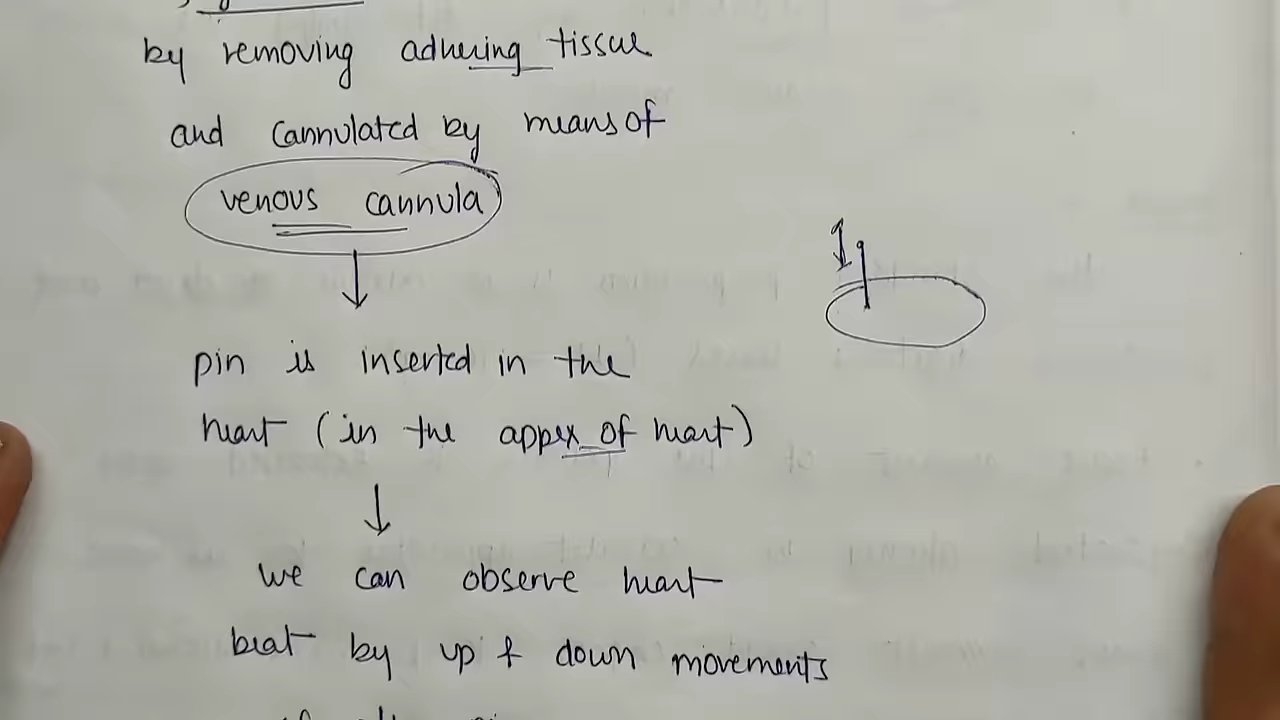 by removing adhering tissue
and cannulated by means of
venous cannula
pin is inserted in the
heart (in the appex of heart)
we can observe heart
beat by up & down movements